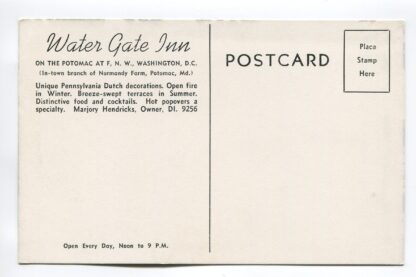 Water Gate Inn
ON THE POTOMAC AT F, N. W., WASHINGTON, D.C.
(In-town branch of Normandy Farm, Potomac, Md.)
Unique Pennsylvania Dutch decorations. Open fire
in Winter. Breeze-swept terraces in Summer.
Distinctive food and cocktails. Hot popovers a
specialty. Marjory Hendricks, Owner, DI. 9256
Open Every Day, Noon to 9 P.M.
POSTCARD
Place
Stamp
Here